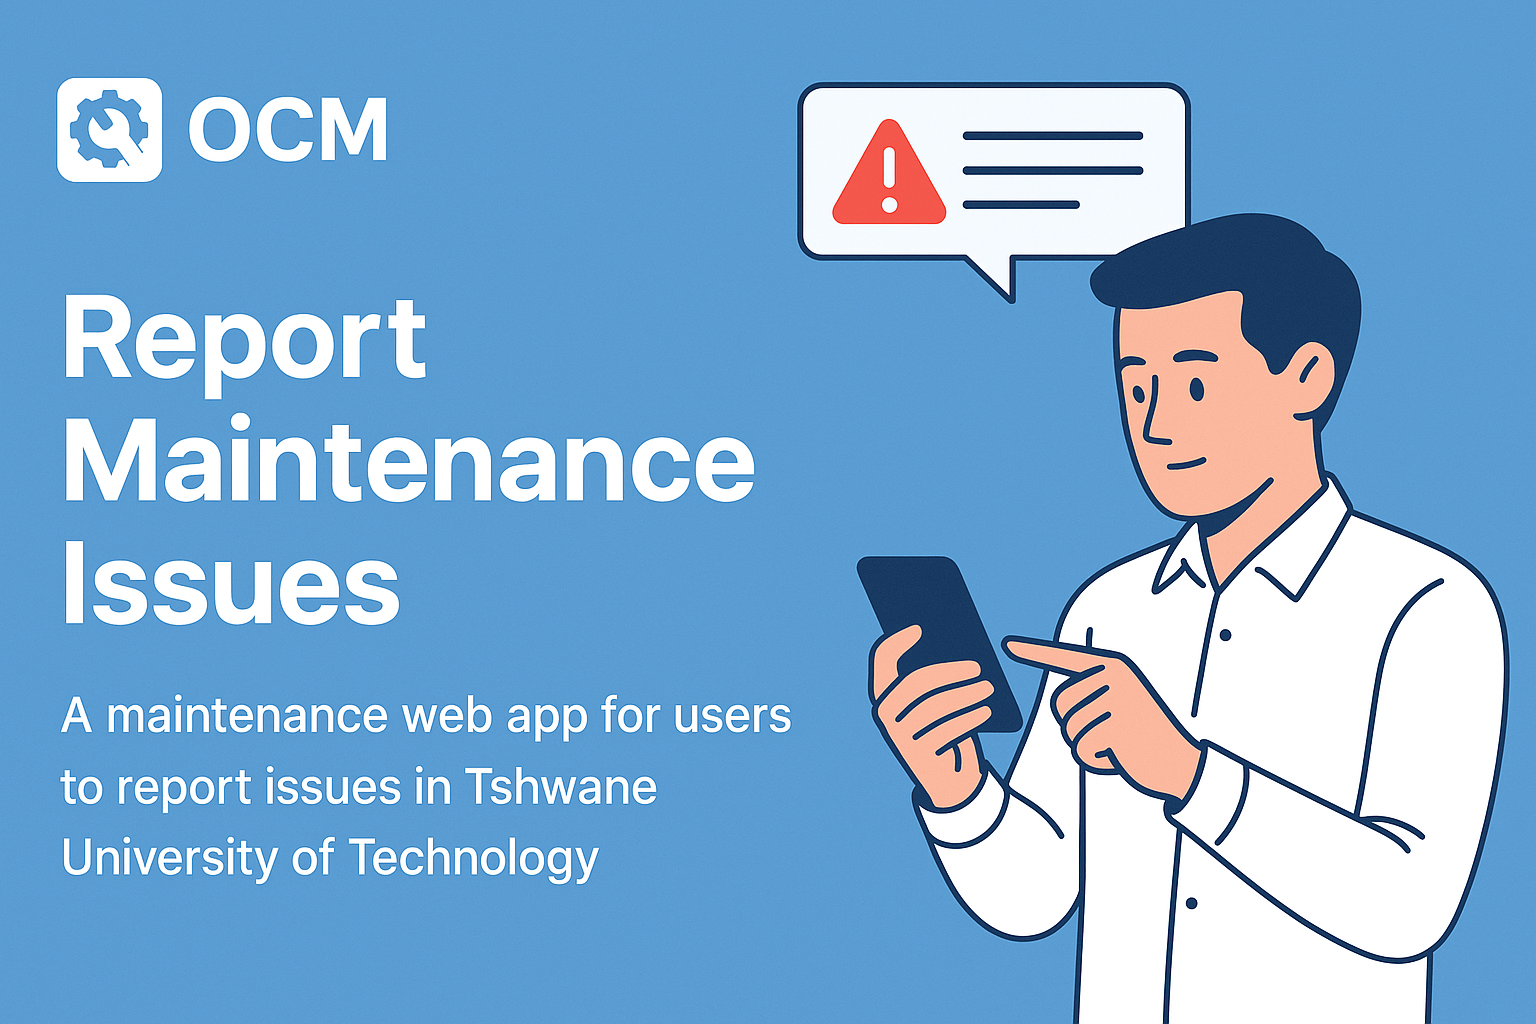 OCM
Report
Maintenance
Issues
A maintenance web app for users
to report issues in Tshwane
University of Technology